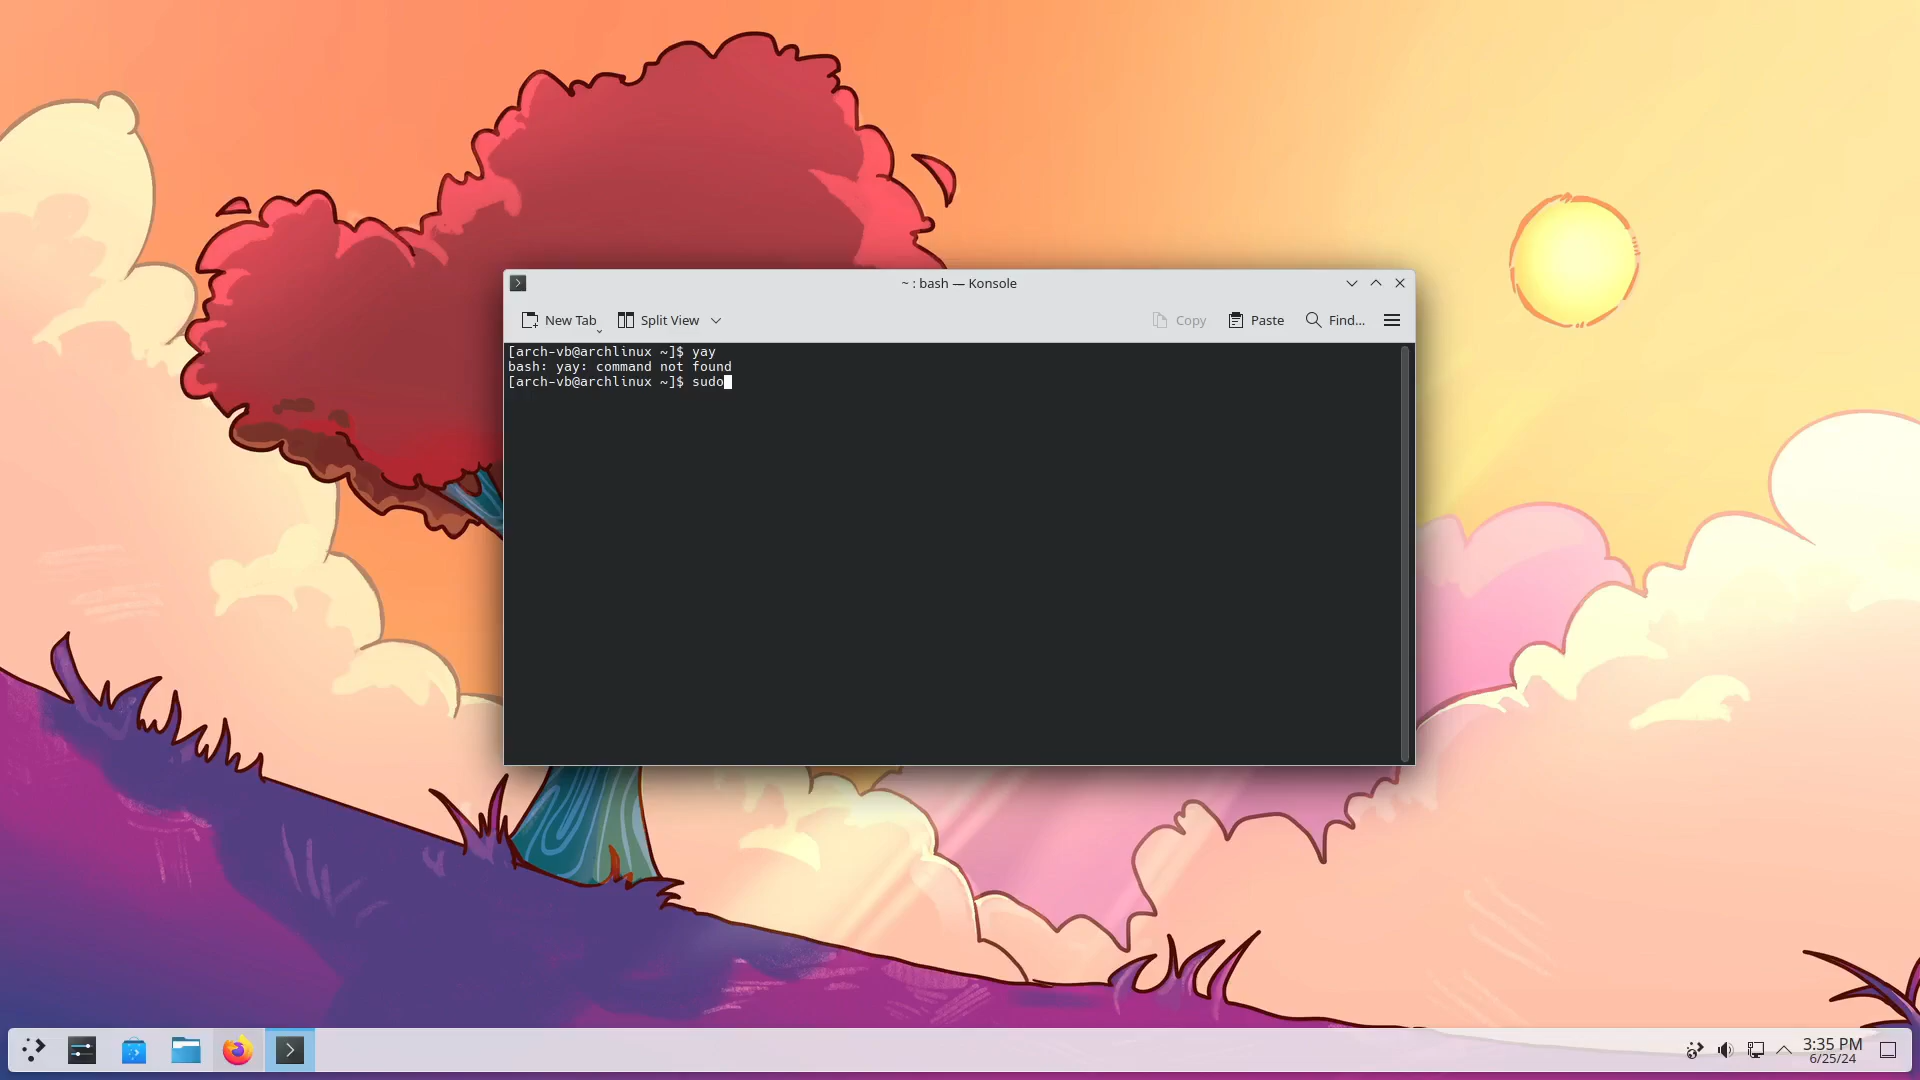 ~ : bash — Konsole
New Tab
Split View
Copy
Paste
Find...
[arch-vb@archlinux ~]$ yay
bash: yay: command not found
[arch-vb@archlinux ~]$ sudo
3:35 PM
6/25/24